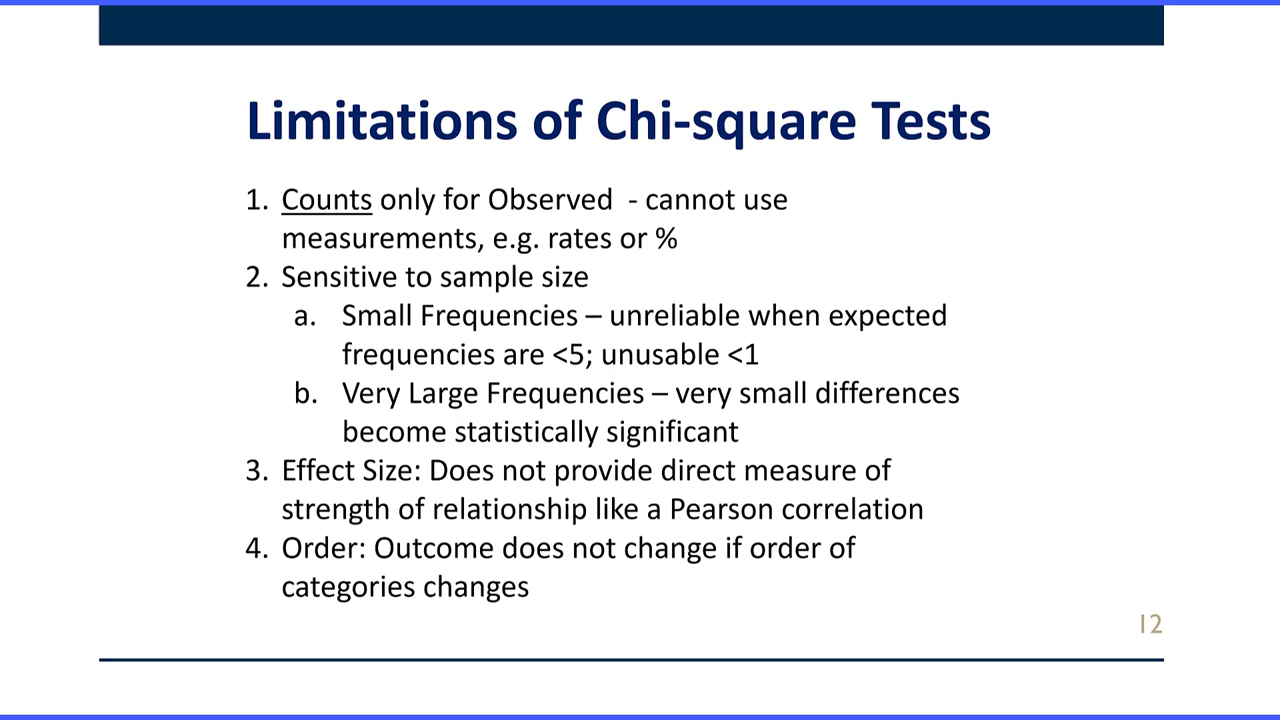 Limitations of Chi-square Tests
1. Counts only for Observed - cannot use
measurements, e.g. rates or %
2. Sensitive to sample size
a. Small Frequencies – unreliable when expected
frequencies are <5; unusable <1
b. Very Large Frequencies – very small differences
become statistically significant
3. Effect Size: Does not provide direct measure of
strength of relationship like a Pearson correlation
4. Order: Outcome does not change if order of
categories changes
12